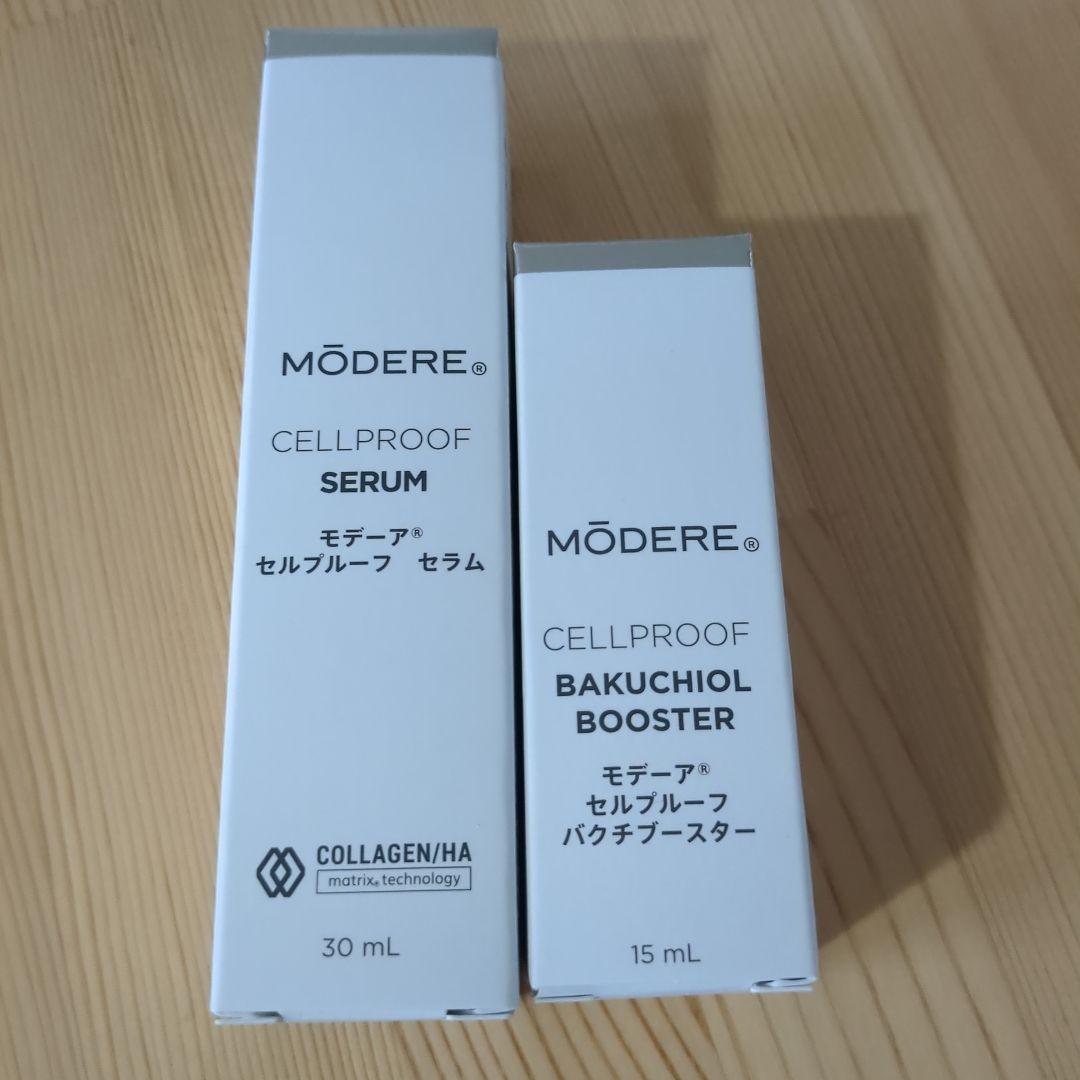 MŌDERE®
CELLPROOF
SERUM
モデーア®
セルプルーフ　セラム
COLLAGEN/HA
matrix® technology
30 mL
MŌDERE®
CELLPROOF
BAKUCHIOL
BOOSTER
モデーア®
セルプルーフ
バクチブースター
15 mL